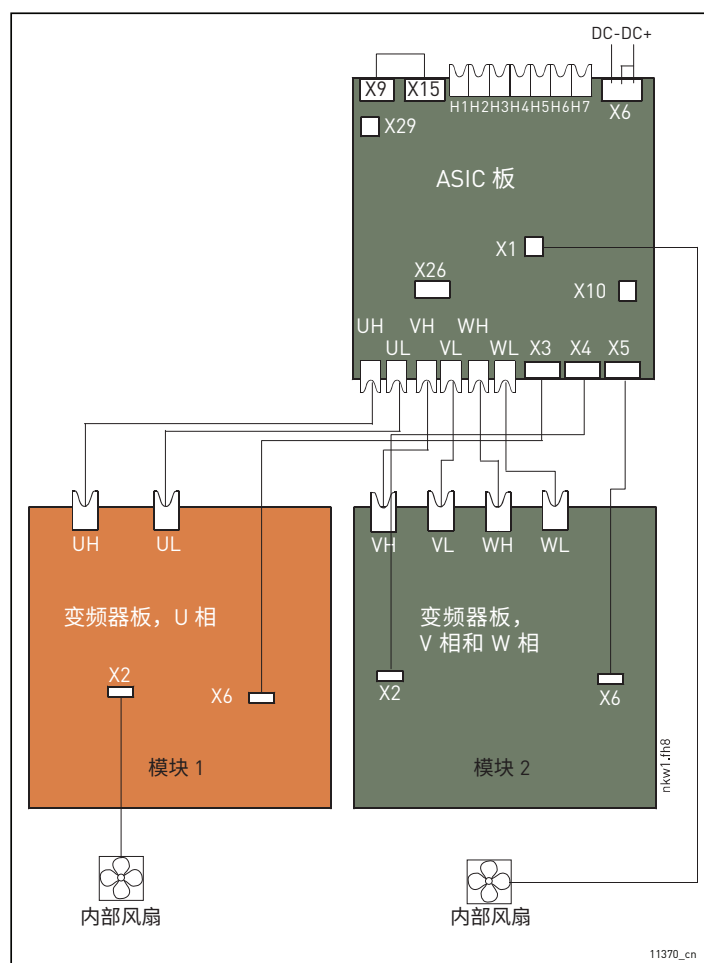 DC-DC+
X9
X15
H1H2H3H4H5H6H7
X6
X29
ASIC 板
X1
X26
X10
UH
VH
WH
UL
VL
WL
X3
X4
X5
UH
UL
VH
VL
WH
WL
变频器板，U 相
变频器板，
V 相和 W 相
X2
X6
X2
X6
模块 1
模块 2
nkw1.fh8
内部风扇
内部风扇
11370_cn